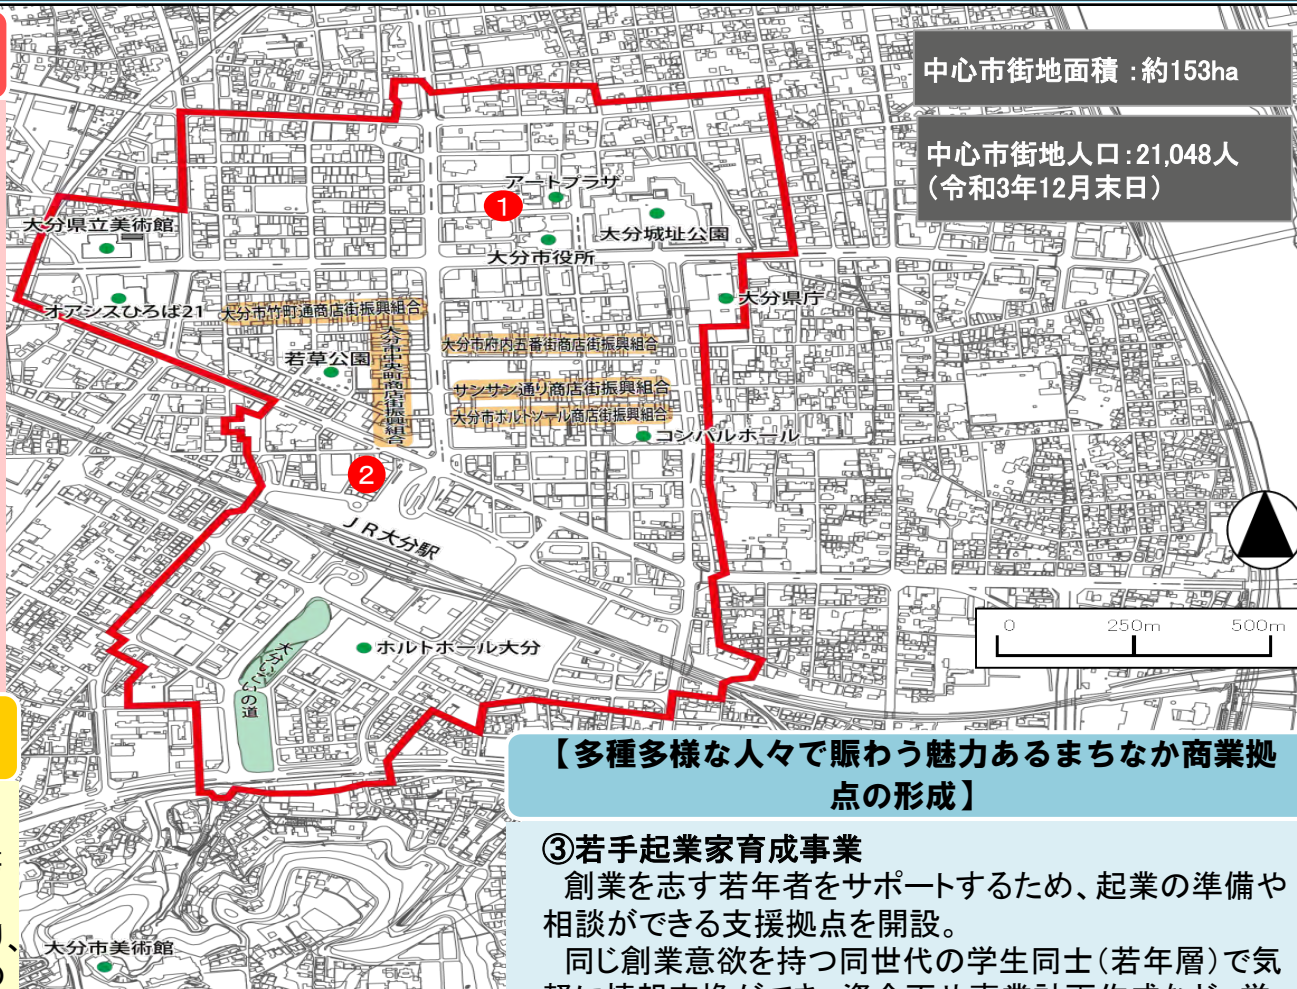 中心市街地面積：約153ha
中心市街地人口：21,048人
（令和3年12月末日）
アートプラザ
1
大分県立美術館
大分城址公園
大分市役所
オアシスひろば21
大分市竹町通商店街振興組合
大分県庁
大分市中央町商店街振興組合
大分市府内五番街商店街振興組合
若草公園
サンサン通り商店街振興組合
大分市ポルトソール商店街振興組合
コンパルホール
2
JR大分駅
0 250m 500m
ホルトホール大分
大分いこいの道
【多種多様な人々で賑わう魅力あるまちなか商業拠
点の形成】
③若手起業家育成事業
創業を志す若年者をサポートするため、起業の準備や
相談ができる支援拠点を開設。
同じ創業意欲を持つ同世代の学生同士（若年層）で気
大分市美術館